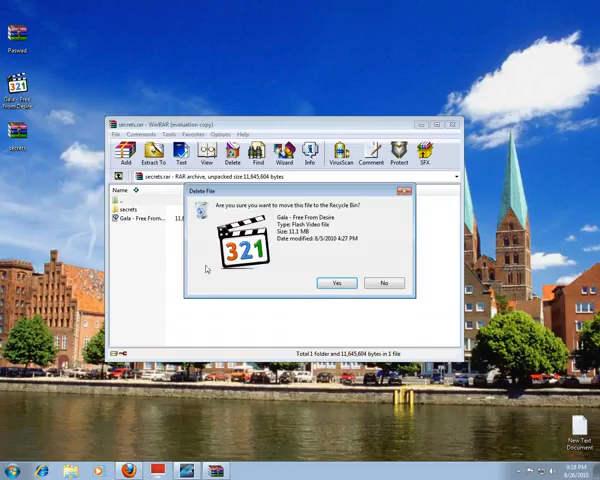 Paswad
Gala - Free
From Desire
secrets
secrets.rar - WinRAR (evaluation copy)
File Commands Tools Favorites Options Help
Add Extract To Test View Delete Find Wizard Info VirusScan Comment Protect SFX
secrets.rar - RAR archive, unpacked size 11,645,604 bytes
Name
..
secrets
Gala - Free From...
Delete File
Are you sure you want to move this file to the Recycle Bin?
321
Gala - Free From Desire
Type: Flash Video file
Size: 11.1 MB
Date modified: 8/5/2010 4:27 PM
Yes No
Total 1 folder and 11,645,604 bytes in 1 file
New Text
Document
9:18 PM
8/26/2010